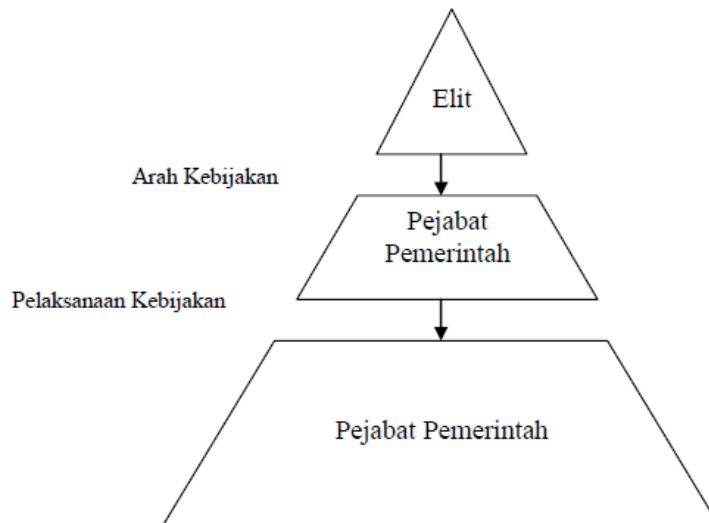 Elit
Arah Kebijakan
Pejabat
Pemerintah
Pelaksanaan Kebijakan
Pejabat Pemerintah